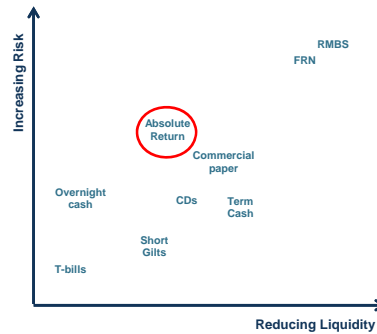 Increasing Risk
RMBS
FRN
Absolute
Return
Commercial
paper
Overnight
cash
CDs
Term
Cash
Short
Gilts
T-bills
Reducing Liquidity